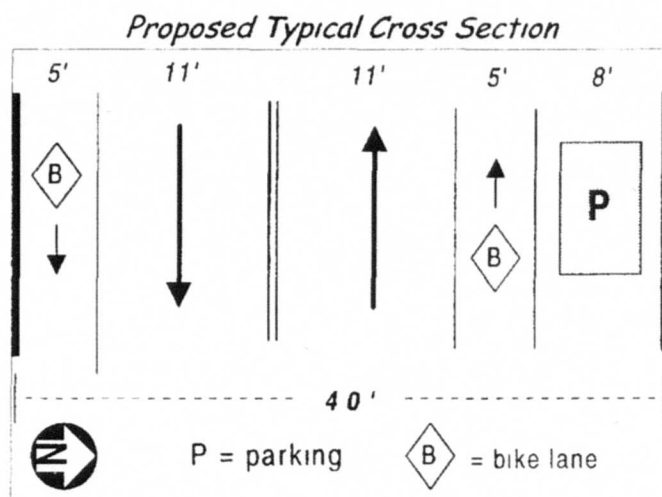 Proposed Typical Cross Section
5' 11' 11' 5' 8'
B
B
P
40'
N
P = parking
B = bike lane